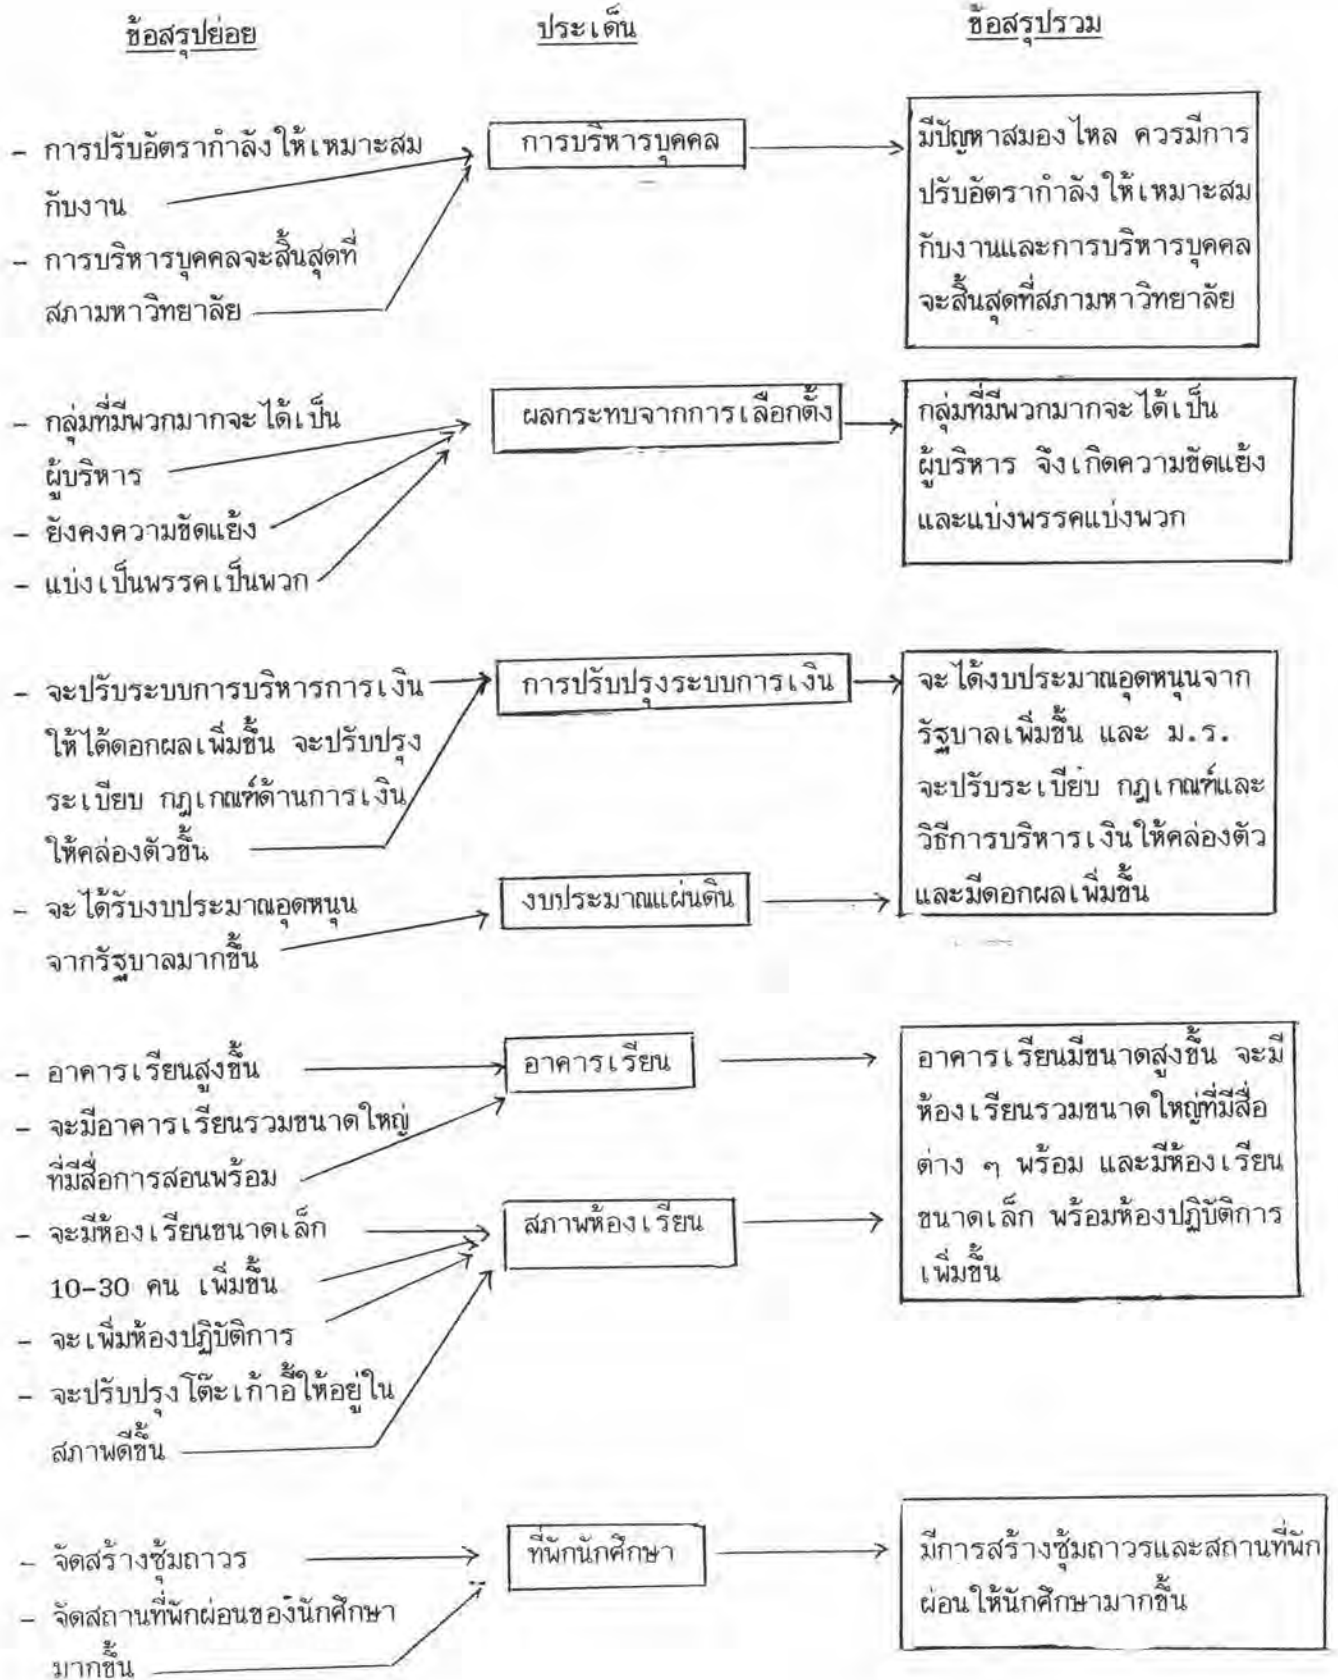 ข้อสรุปย่อย
ประเด็น
ข้อสรุปรวม
- การปรับอัตรากำลังให้เหมาะสม
กับงาน
- การบริหารบุคคลจะสิ้นสุดที่
สภามหาวิทยาลัย
การบริหารบุคคล
มีปัญหาสมองไหล ควรมีการ
ปรับอัตรากำลังให้เหมาะสม
กับงานและการบริหารบุคคล
จะสิ้นสุดที่สภามหาวิทยาลัย
- กลุ่มที่มีพวกมากจะได้เป็น
ผู้บริหาร
- ยังคงความขัดแย้ง
- แบ่งเป็นพรรคเป็นพวก
ผลกระทบจากการเลือกตั้ง
กลุ่มที่มีพวกมากจะได้เป็น
ผู้บริหาร จึงเกิดความขัดแย้ง
และแบ่งพรรคแบ่งพวก
- จะปรับระบบการบริหารการเงิน
ให้ได้ดอกผลเพิ่มขึ้น จะปรับปรุง
ระเบียบ กฎเกณฑ์ด้านการเงิน
ให้คล่องตัวขึ้น
- จะได้รับงบประมาณอุดหนุน
จากรัฐบาลมากขึ้น
การปรับปรุงระบบการเงิน
งบประมาณแผ่นดิน
จะได้งบประมาณอุดหนุนจาก
รัฐบาลเพิ่มขึ้น และ ม.ร.
จะปรับระเบียบ กฎเกณฑ์และ
วิธีการบริหารเงินให้คล่องตัว
และมีดอกผลเพิ่มขึ้น
- อาคารเรียนสูงขึ้น
- จะมีอาคารเรียนรวมขนาดใหญ่
ที่มีสื่อการสอนพร้อม
- จะมีห้องเรียนขนาดเล็ก
10-30 คน เพิ่มขึ้น
- จะเพิ่มห้องปฏิบัติการ
- จะปรับปรุงโต๊ะเก้าอี้ให้อยู่ใน
สภาพดีขึ้น
อาคารเรียน
สภาพห้องเรียน
อาคารเรียนมีขนาดสูงขึ้น จะมี
ห้องเรียนรวมขนาดใหญ่ที่มีสื่อ
ต่าง ๆ พร้อม และมีห้องเรียน
ขนาดเล็ก พร้อมห้องปฏิบัติการ
เพิ่มขึ้น
- จัดสร้างซุ้มถาวร
- จัดสถานที่พักผ่อนของนักศึกษา
มากขึ้น
ที่พักนักศึกษา
มีการสร้างซุ้มถาวรและสถานที่พัก
ผ่อนให้นักศึกษามากขึ้น